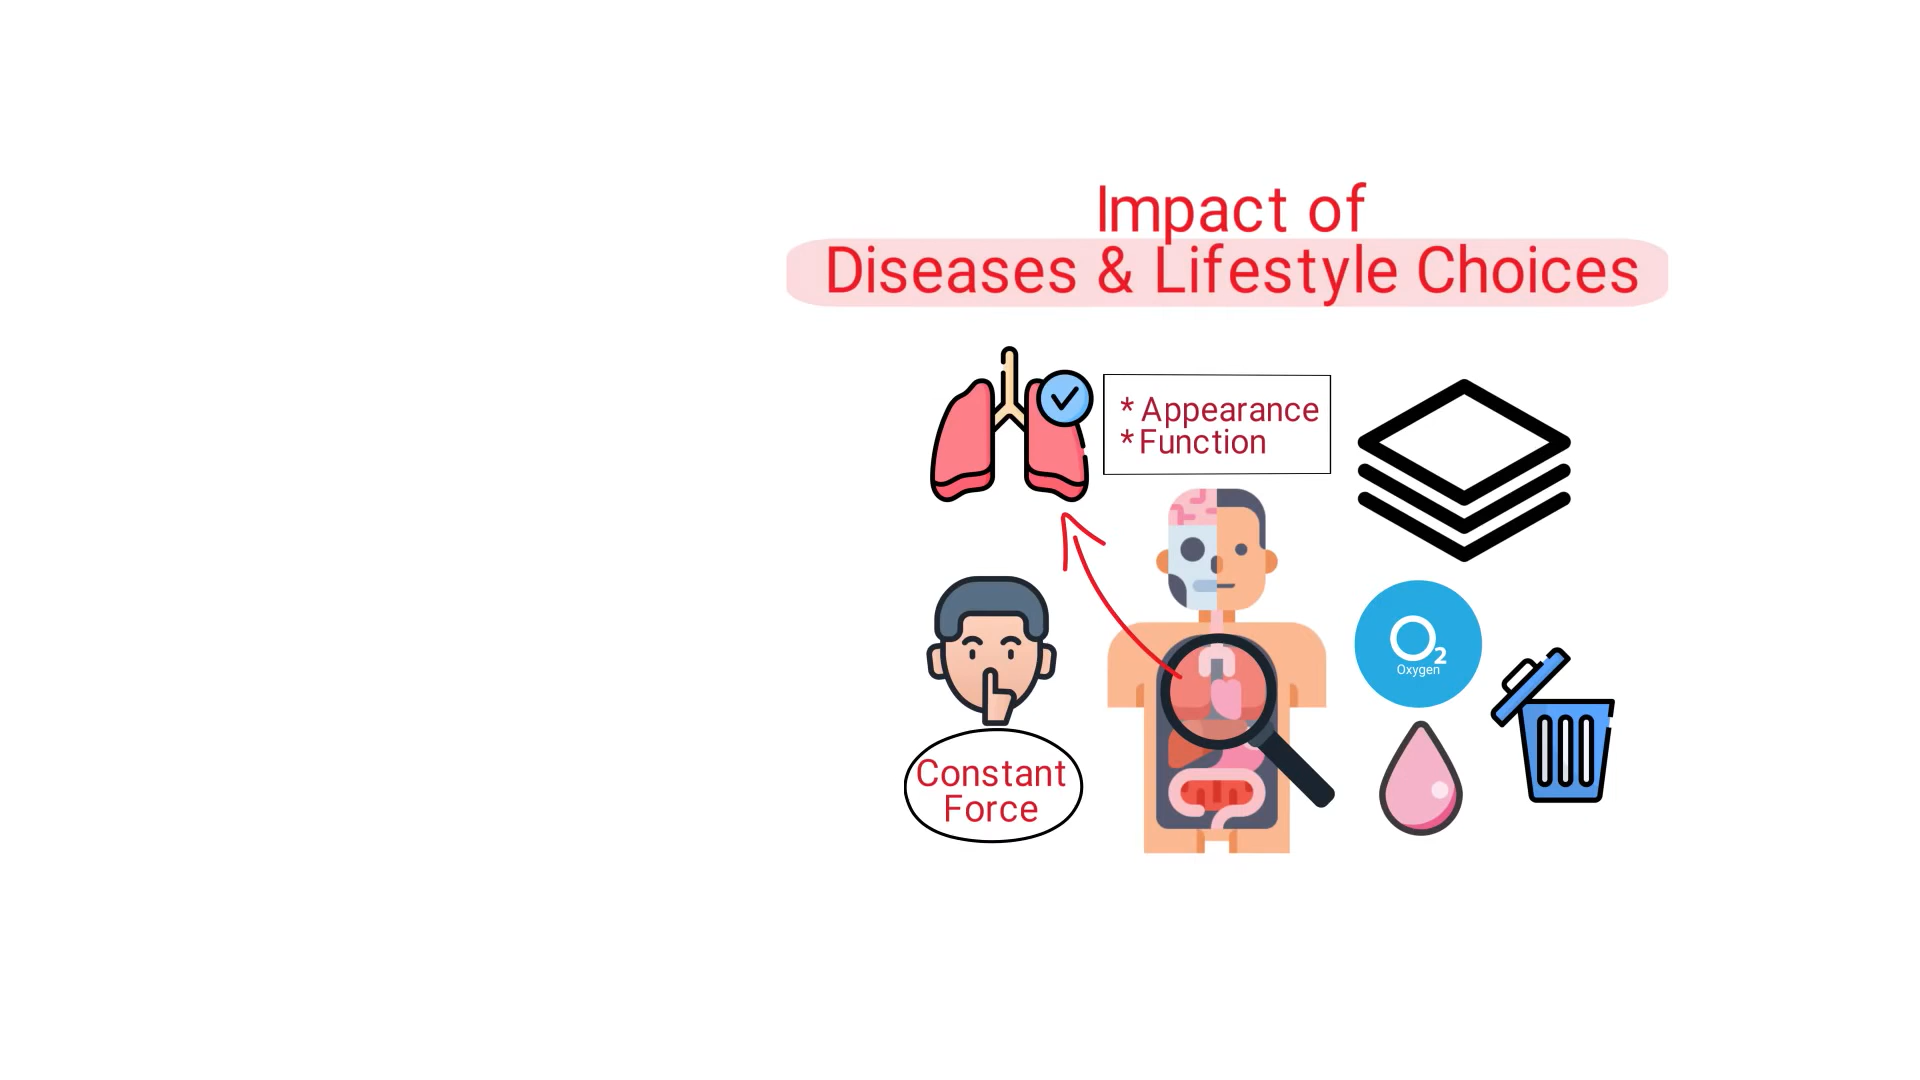 Impact of
Diseases & Lifestyle Choices
* Appearance
* Function
O2
Oxygen
Constant
Force